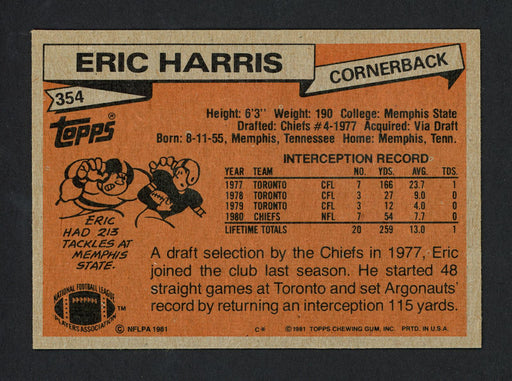 ERIC HARRIS
CORNERBACK
354
Topps®
Height: 6'3" Weight: 190 College: Memphis State
Drafted: Chiefs #4-1977 Acquired: Via Draft
Born: 8-11-55, Memphis, Tennessee Home: Memphis, Tenn.
INTERCEPTION RECORD
YEAR TEAM NO. YDS. AVG. TDS.
1977 TORONTO CFL 7 166 23.7 1
1978 TORONTO CFL 3 27 9.0 0
1979 TORONTO CFL 3 12 4.0 0
1980 CHIEFS NFL 7 54 7.7 0
LIFETIME TOTALS 20 259 13.0 1
ERIC
HAD 213
TACKLES AT
MEMPHIS
STATE.
A draft selection by the Chiefs in 1977, Eric
joined the club last season. He started 48
straight games at Toronto and set Argonauts'
record by returning an interception 115 yards.
NATIONAL FOOTBALL LEAGUE
PLAYERS ASSOCIATION
TM
© NFLPA 1981
C*
© 1981 TOPPS CHEWING GUM, INC. PRTD. IN U.S.A.